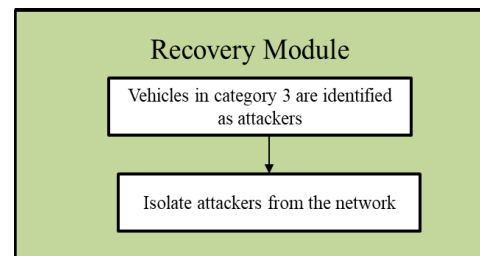 Recovery Module
Vehicles in category 3 are identified
as attackers
Isolate attackers from the network